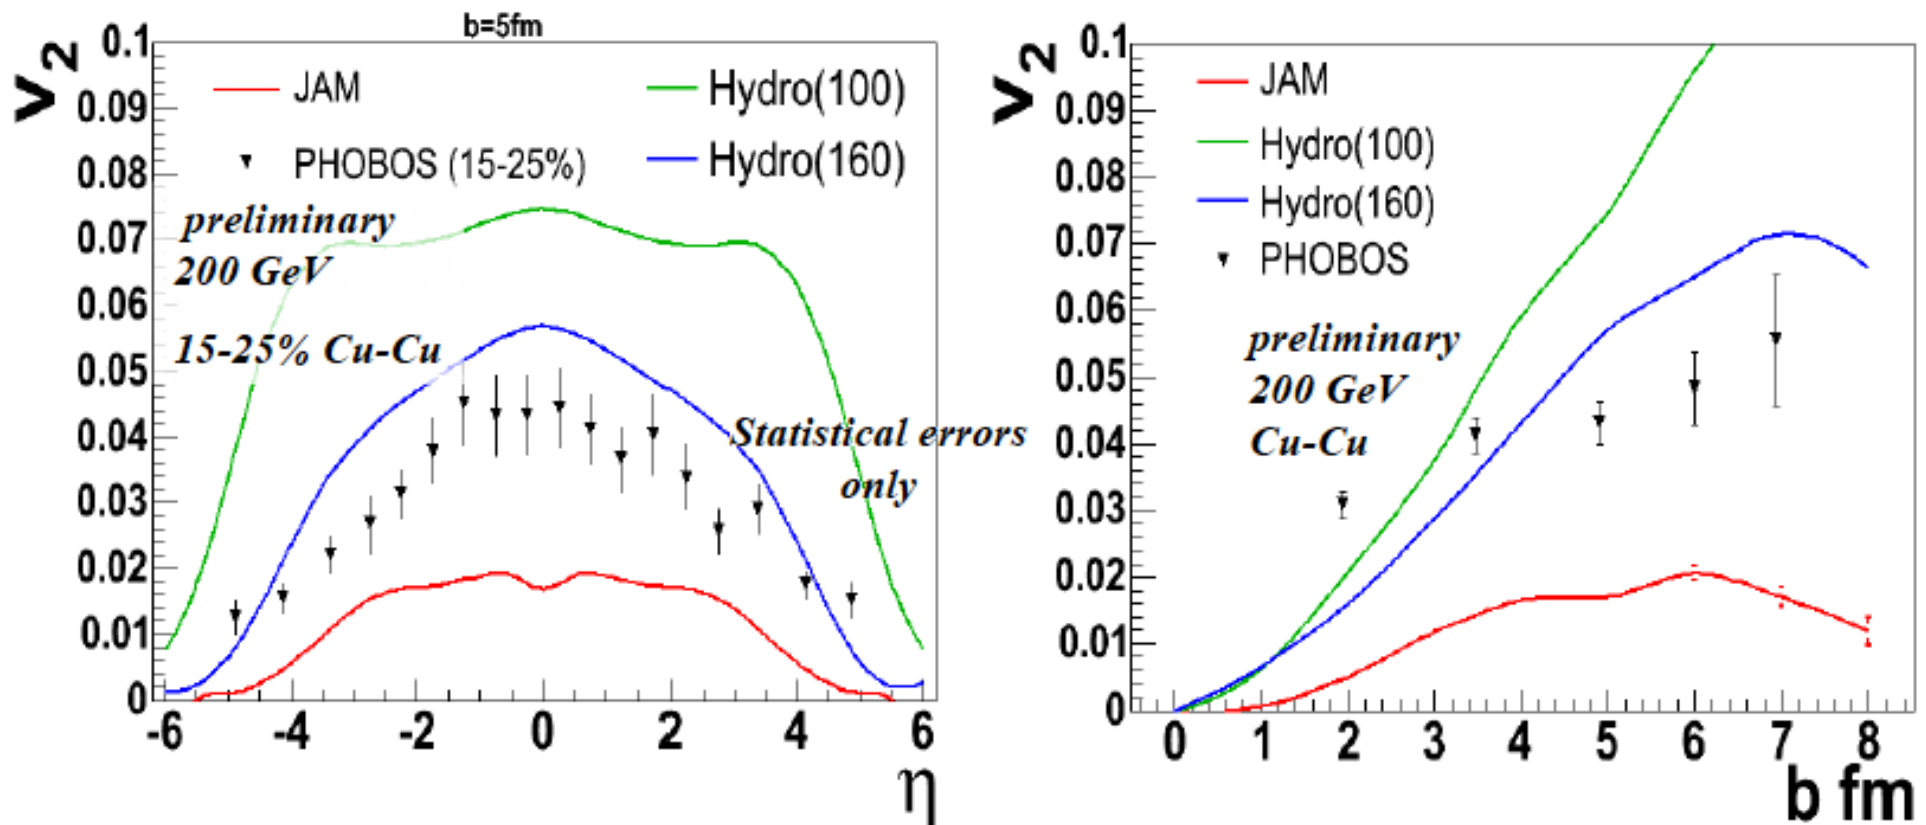 b=5fm
v2
0.1
0.09
0.08
0.07
0.06
0.05
0.04
0.03
0.02
0.01
0
JAM
Hydro(100)
PHOBOS (15-25%)
Hydro(160)
preliminary
200 GeV
15-25% Cu-Cu
Statistical errors
only
-6 -4 -2 0 2 4 6
η
v2
0.1
0.09
0.08
0.07
0.06
0.05
0.04
0.03
0.02
0.01
0
JAM
Hydro(100)
Hydro(160)
PHOBOS
preliminary
200 GeV
Cu-Cu
0 1 2 3 4 5 6 7 8
b fm